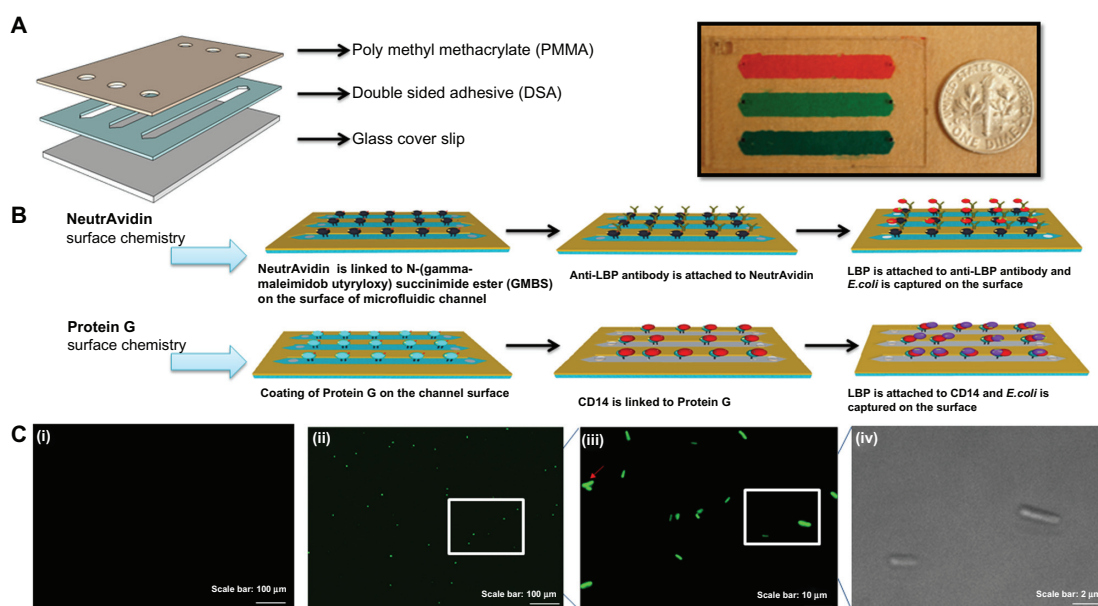 A
Poly methyl methacrylate (PMMA)
Double sided adhesive (DSA)
Glass cover slip
STATES OF AM
ONE DIME
B
NeutrAvidin
surface chemistry
NeutrAvidin is linked to N-(gamma-
maleimidob utyryloxy) succinimide ester (GMBS)
on the surface of microfluidic channel
Anti-LBP antibody is attached to NeutrAvidin
LBP is attached to anti-LBP antibody and
E.coli is captured on the surface
Protein G
surface chemistry
Coating of Protein G on the channel surface
CD14 is linked to Protein G
LBP is attached to CD14 and E.coli is
captured on the surface
C
(i)
Scale bar: 100 μm
(ii)
Scale bar: 100 μm
(iii)
Scale bar: 10 μm
(iv)
Scale bar: 2 μm